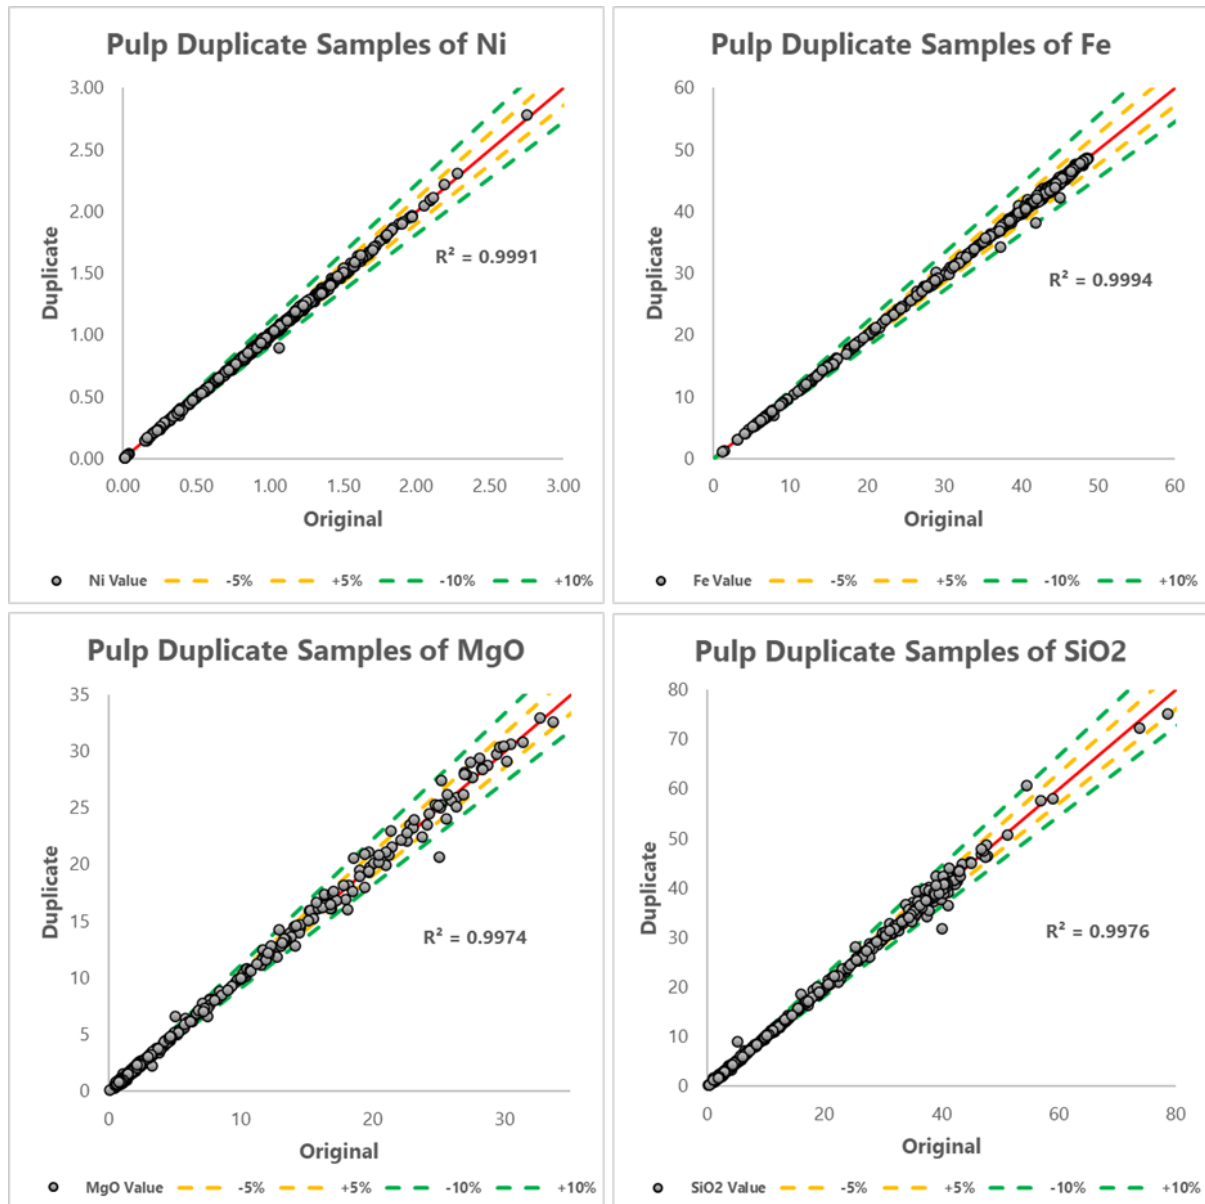 Pulp Duplicate Samples of Ni
3.00
2.50
2.00
1.50
1.00
0.50
0.00
Duplicate
R² = 0.9991
0.00 0.50 1.00 1.50 2.00 2.50 3.00
Original
Ni Value -5% +5% -10% +10%
Pulp Duplicate Samples of Fe
60
50
40
30
20
10
0
Duplicate
R² = 0.9994
0 10 20 30 40 50 60
Original
Fe Value -5% +5% -10% +10%
Pulp Duplicate Samples of MgO
35
30
25
20
15
10
5
0
Duplicate
R² = 0.9974
0 10 20 30
Original
MgO Value -5% +5% -10% +10%
Pulp Duplicate Samples of SiO2
80
70
60
50
40
30
20
10
0
Duplicate
R² = 0.9976
0 20 40 60 80
Original
SiO2 Value -5% +5% -10% +10%